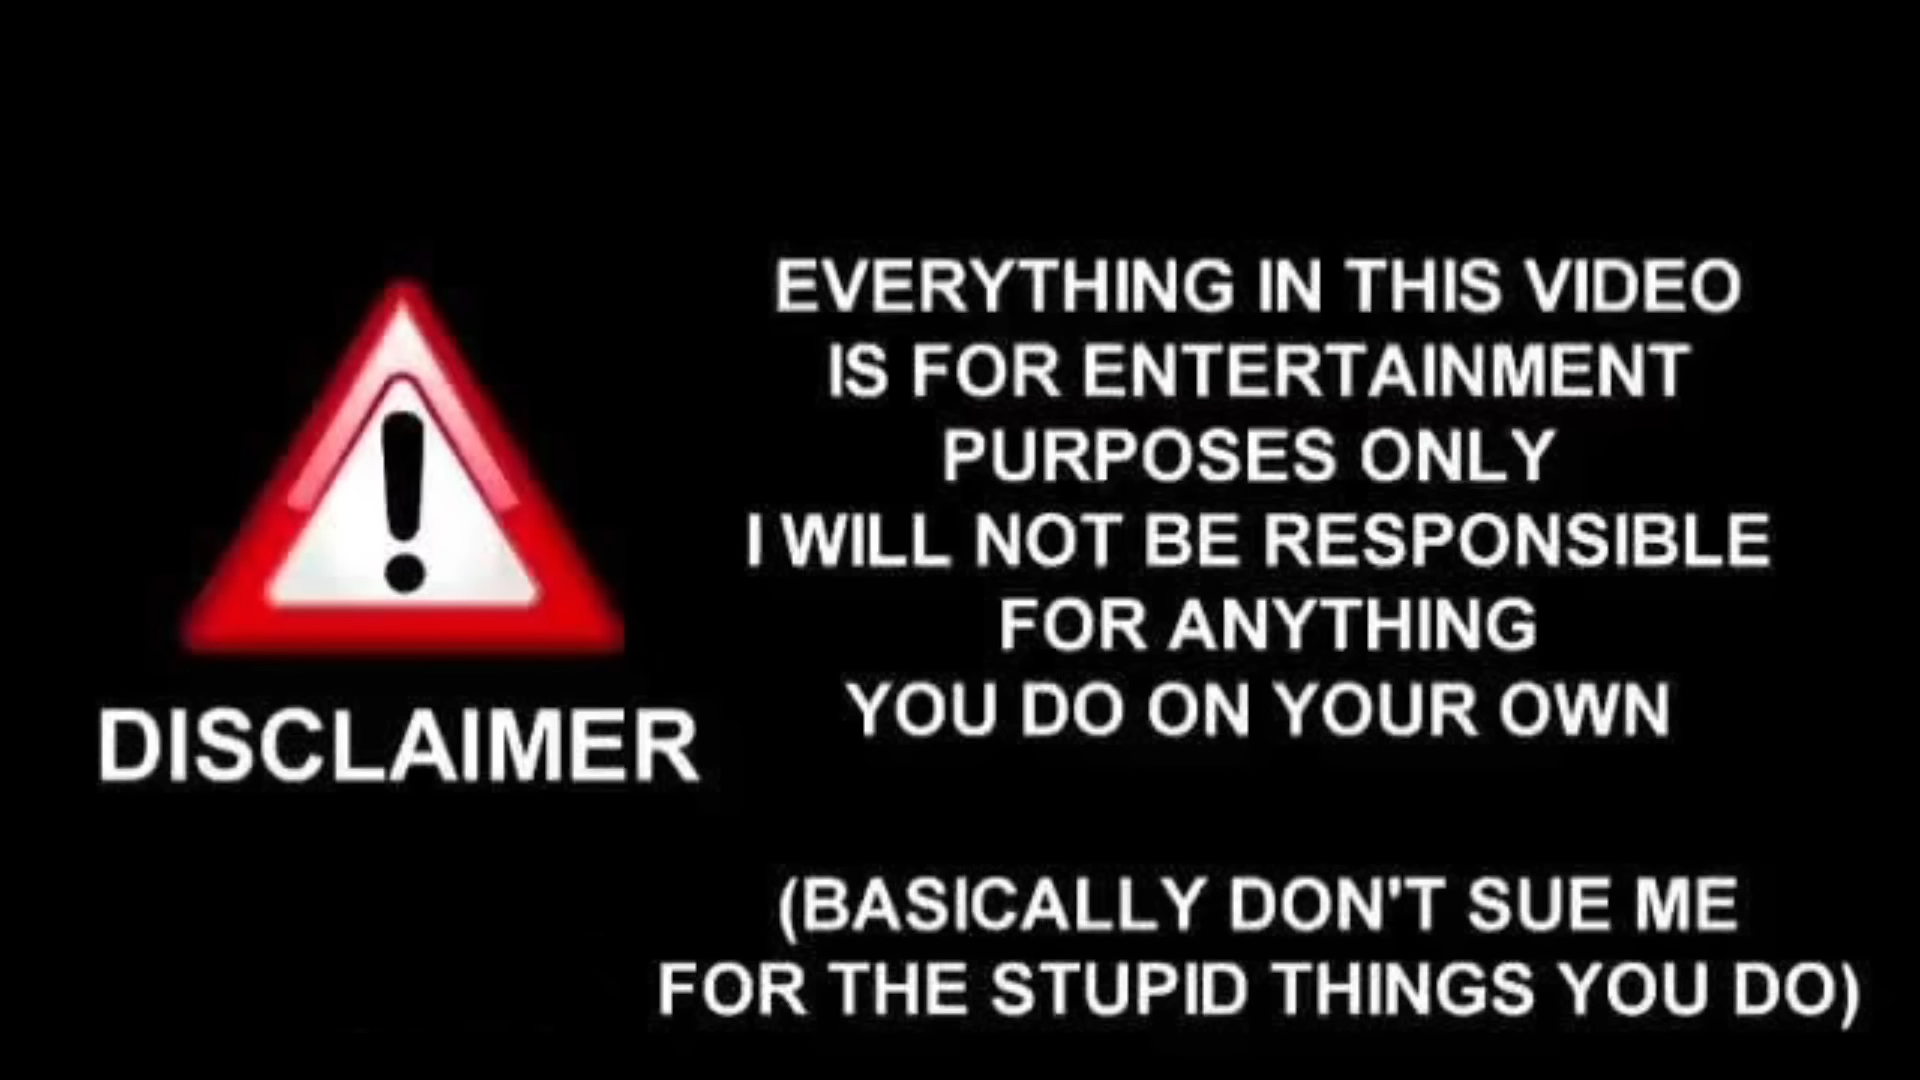 DISCLAIMER
EVERYTHING IN THIS VIDEO
IS FOR ENTERTAINMENT
PURPOSES ONLY
I WILL NOT BE RESPONSIBLE
FOR ANYTHING
YOU DO ON YOUR OWN
(BASICALLY DON'T SUE ME
FOR THE STUPID THINGS YOU DO)